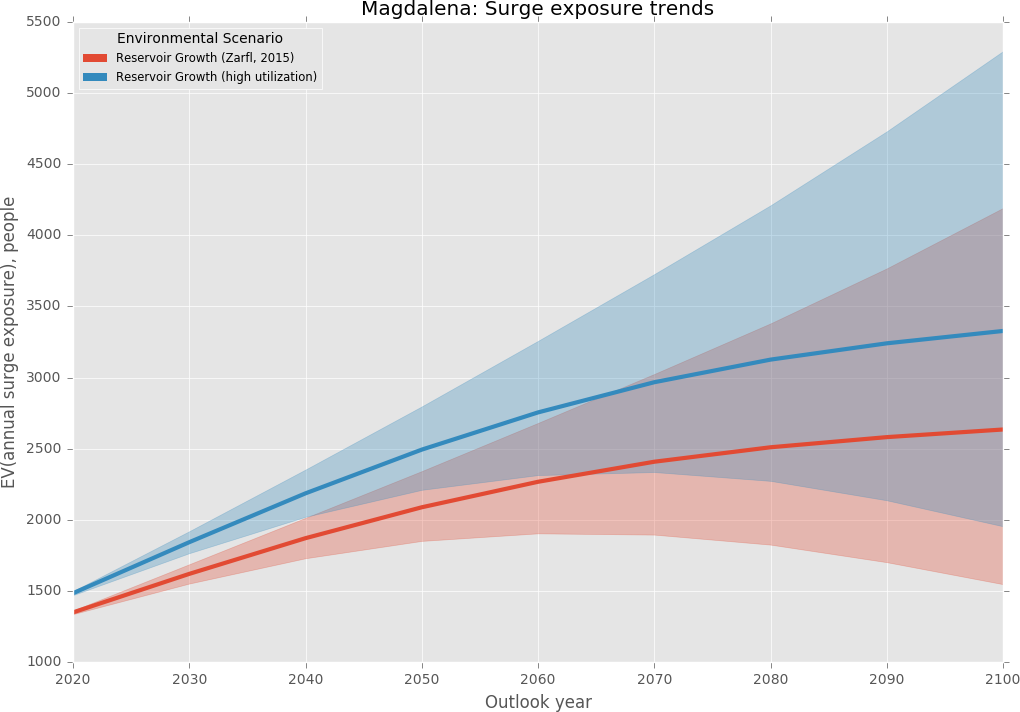 Magdalena: Surge exposure trends
Environmental Scenario
Reservoir Growth (Zarfl, 2015)
Reservoir Growth (high utilization)
EV(annual surge exposure), people
5500
5000
4500
4000
3500
3000
2500
2000
1500
1000
2020 2030 2040 2050 2060 2070 2080 2090 2100
Outlook year